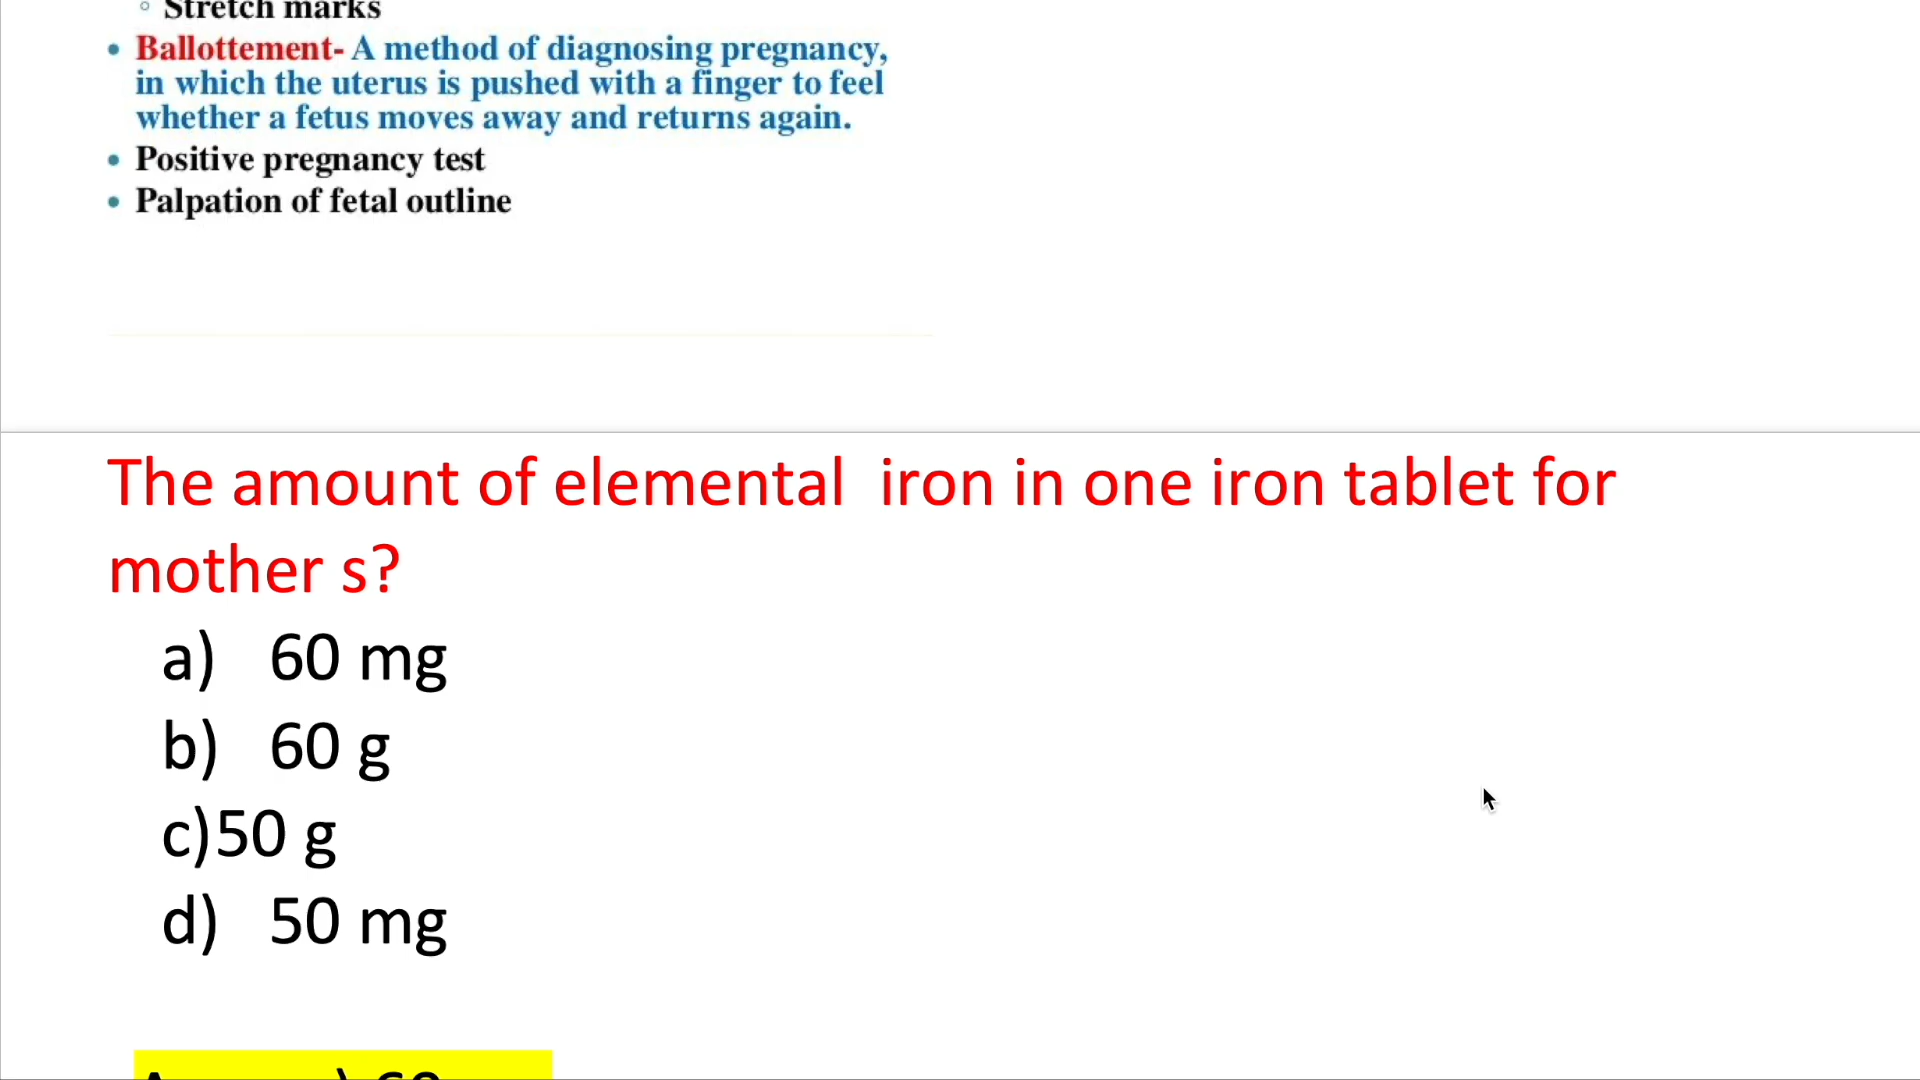 ◦ Stretch marks
• Ballottement- A method of diagnosing pregnancy,
in which the uterus is pushed with a finger to feel
whether a fetus moves away and returns again.
• Positive pregnancy test
• Palpation of fetal outline
The amount of elemental  iron in one iron tablet for
mother s?
a) 60 mg
b) 60 g
c)50 g
d) 50 mg